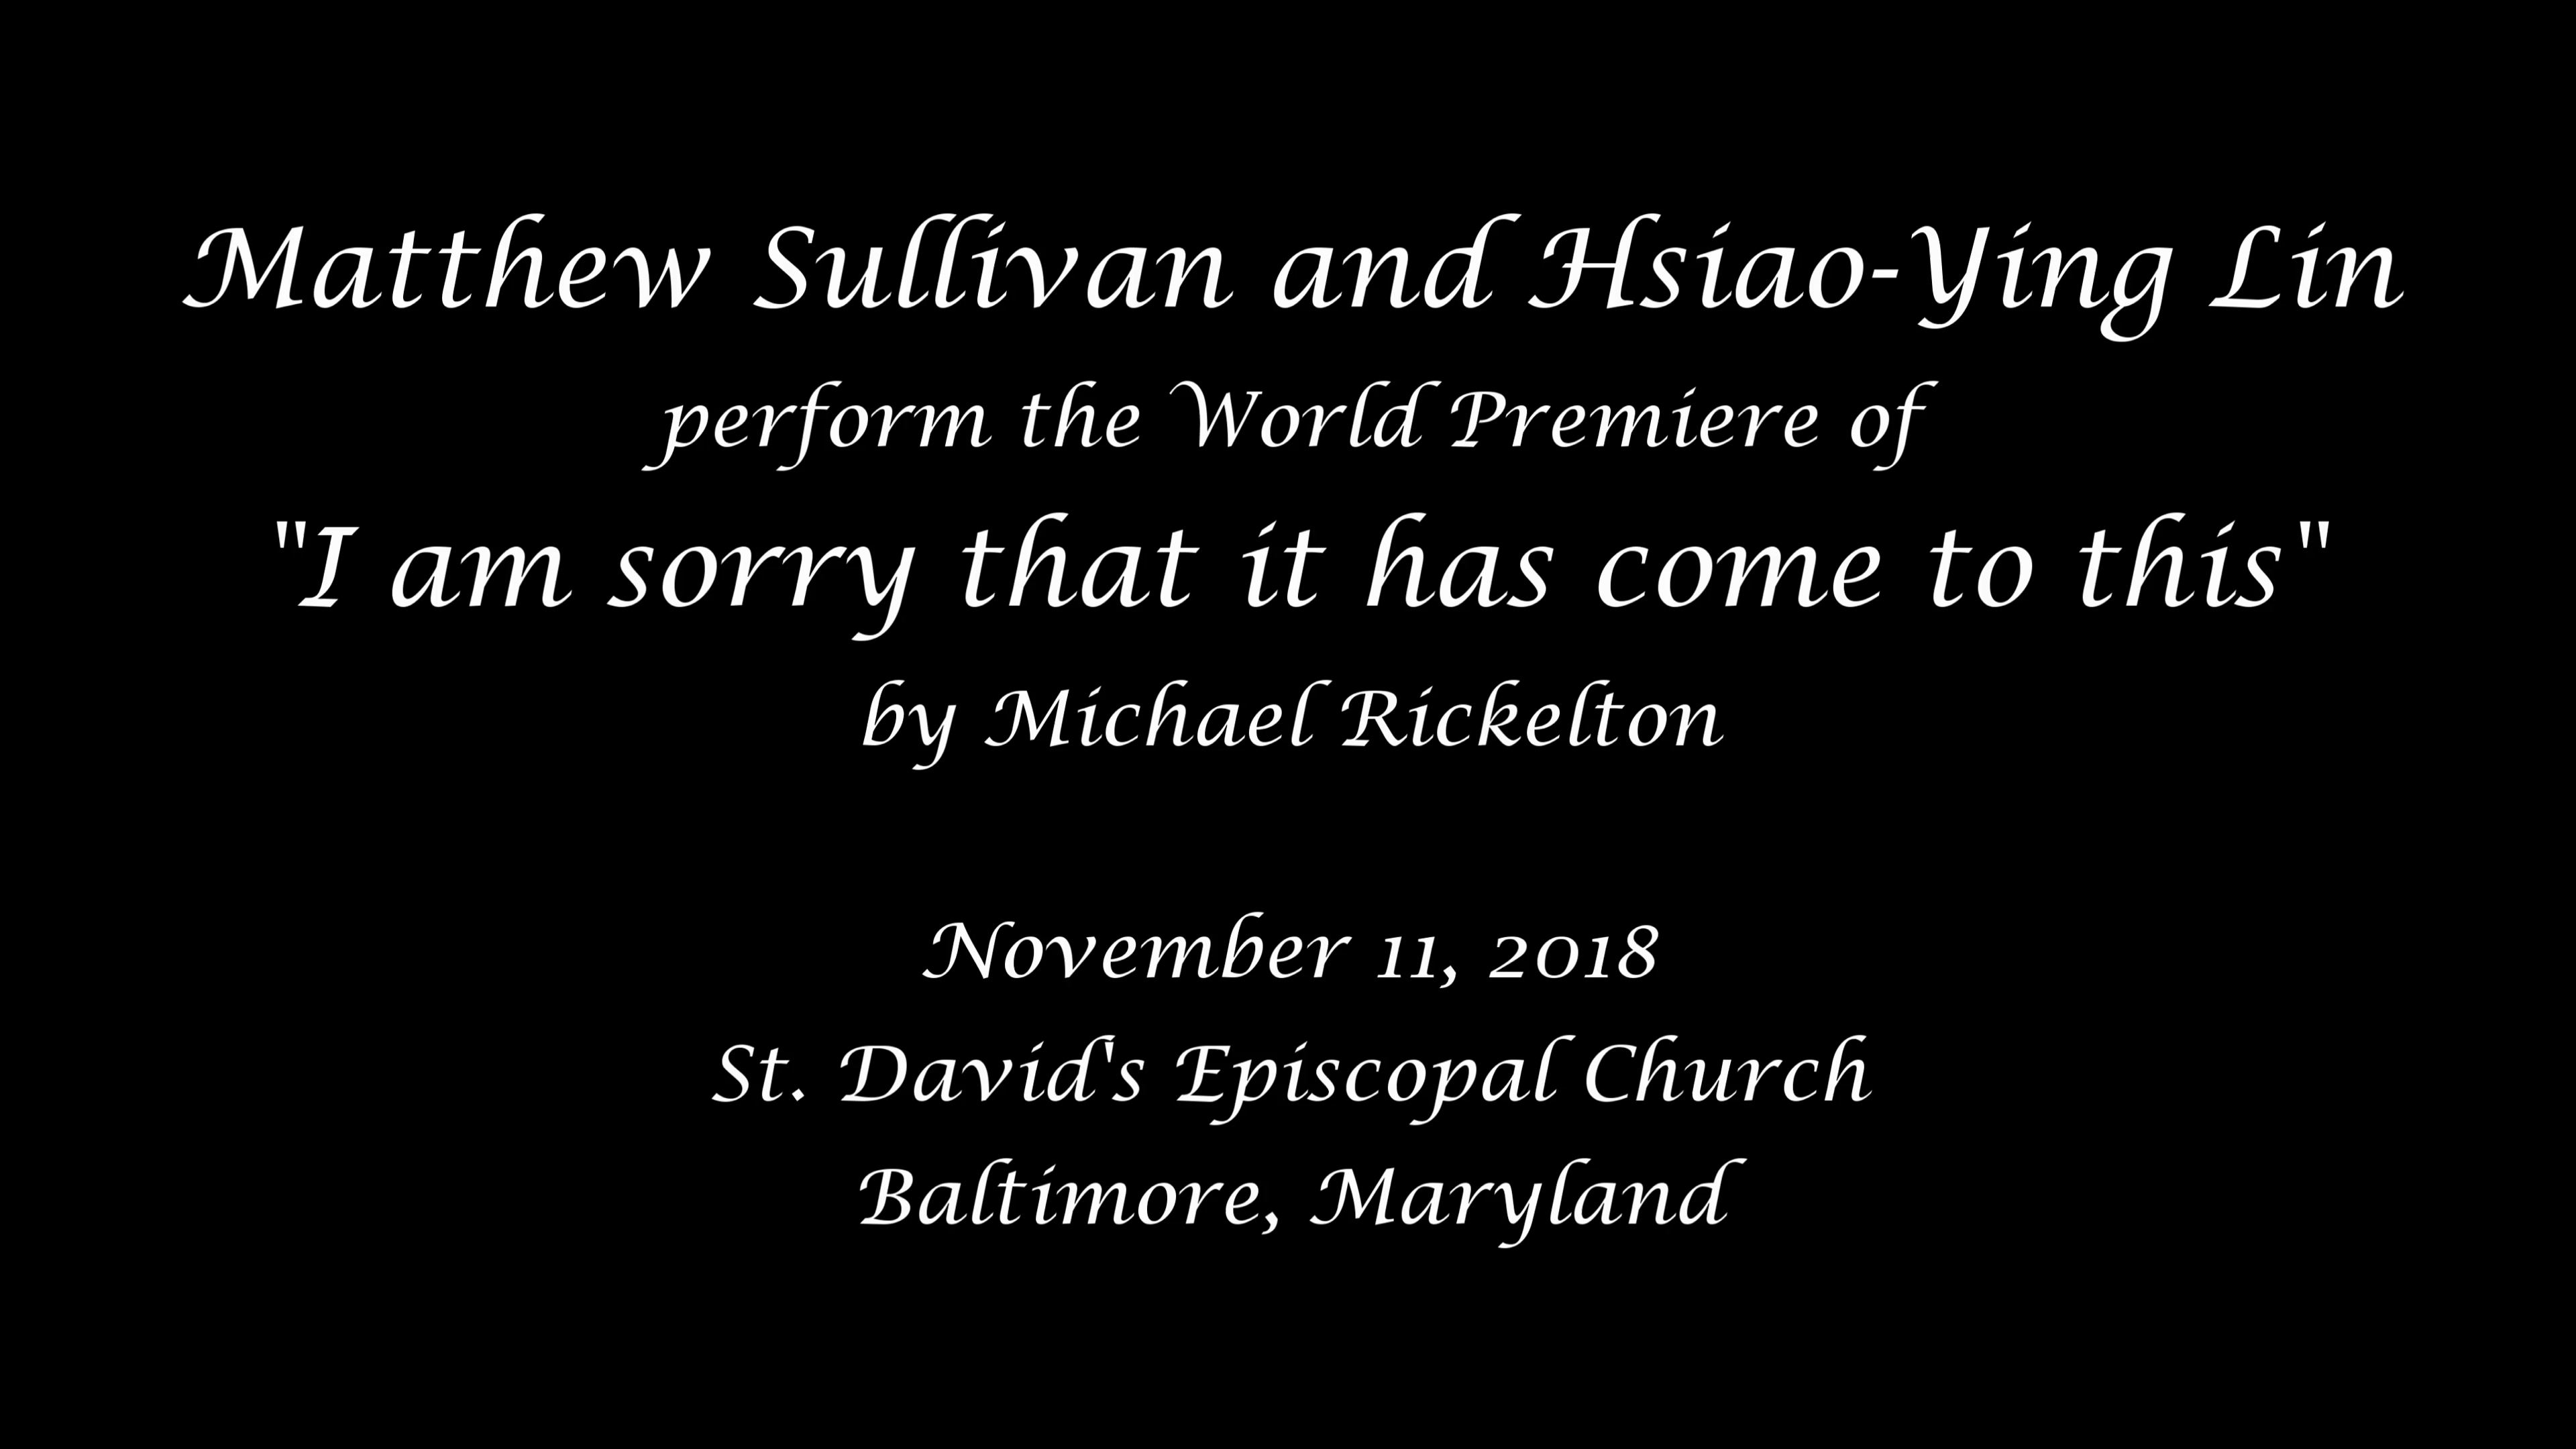 Matthew Sullivan and Hsiao-Ying Lin
perform the World Premiere of
"I am sorry that it has come to this"
by Michael Rickelton
November 11, 2018
St. David's Episcopal Church
Baltimore, Maryland